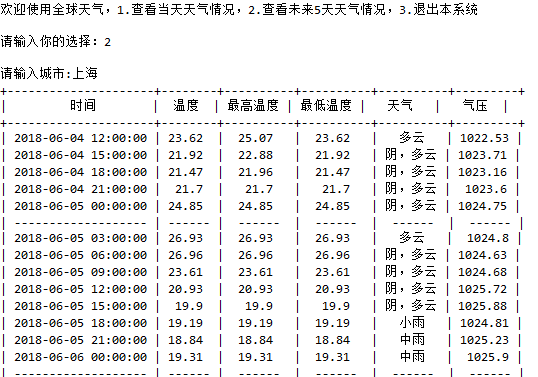 欢迎使用全球天气，1.查看当天天气情况，2.查看未来5天天气情况，3.退出本系统
请输入你的选择：2
请输入城市:上海
+---------------------+-------+----------+----------+---------+---------+
| 时间 | 温度 | 最高温度 | 最低温度 | 天气 | 气压 |
+---------------------+-------+----------+----------+---------+---------+
| 2018-06-04 12:00:00 | 23.62 | 25.07 | 23.62 | 多云 | 1022.53 |
| 2018-06-04 15:00:00 | 21.92 | 22.88 | 21.92 | 阴，多云 | 1023.71 |
| 2018-06-04 18:00:00 | 21.47 | 21.96 | 21.47 | 阴，多云 | 1023.16 |
| 2018-06-04 21:00:00 | 21.7 | 21.7 | 21.7 | 阴，多云 | 1023.6 |
| 2018-06-05 00:00:00 | 24.85 | 24.85 | 24.85 | 阴，多云 | 1024.75 |
| ------------------- | ------ | ------ | ------ | ----- | ------ |
| 2018-06-05 03:00:00 | 26.93 | 26.93 | 26.93 | 多云 | 1024.8 |
| 2018-06-05 06:00:00 | 26.96 | 26.96 | 26.96 | 阴，多云 | 1024.63 |
| 2018-06-05 09:00:00 | 23.61 | 23.61 | 23.61 | 阴，多云 | 1024.68 |
| 2018-06-05 12:00:00 | 20.93 | 20.93 | 20.93 | 阴，多云 | 1025.72 |
| 2018-06-05 15:00:00 | 19.9 | 19.9 | 19.9 | 阴，多云 | 1025.88 |
| 2018-06-05 18:00:00 | 19.19 | 19.19 | 19.19 | 小雨 | 1024.81 |
| 2018-06-05 21:00:00 | 18.84 | 18.84 | 18.84 | 中雨 | 1025.23 |
| 2018-06-06 00:00:00 | 19.31 | 19.31 | 19.31 | 中雨 | 1025.9 |
| ------------------- | ------ | ------ | ------ | ------ | ------ |